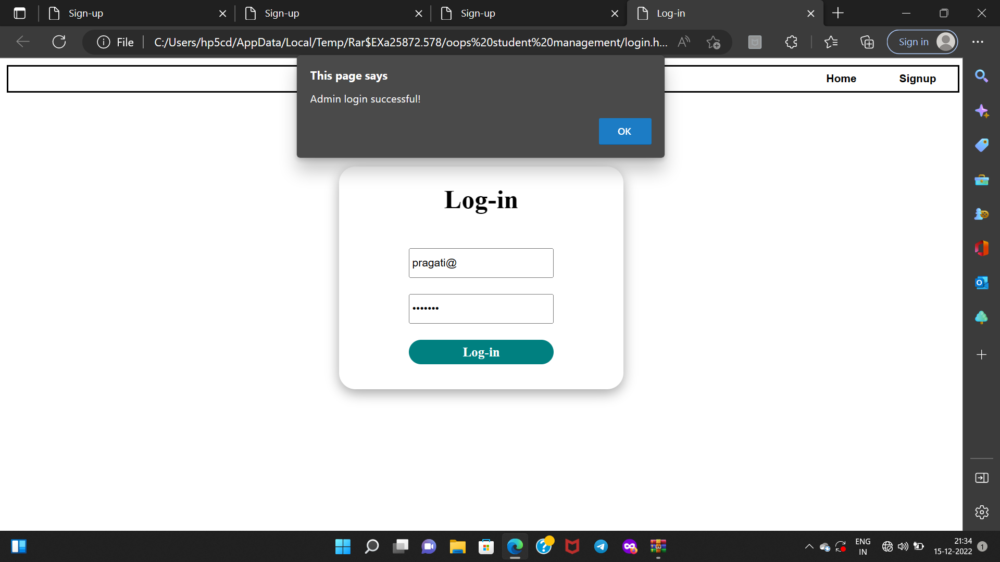 Sign-up
Sign-up
Sign-up
Log-in
File
C:/Users/hp5cd/AppData/Local/Temp/Rar$EXa25872.578/oops%20student%20management/login.h...
Sign in
Home
Signup
This page says
Admin login successful!
OK
Log-in
pragati@
•••••••
Log-in
ENG
IN
21:34
15-12-2022
1